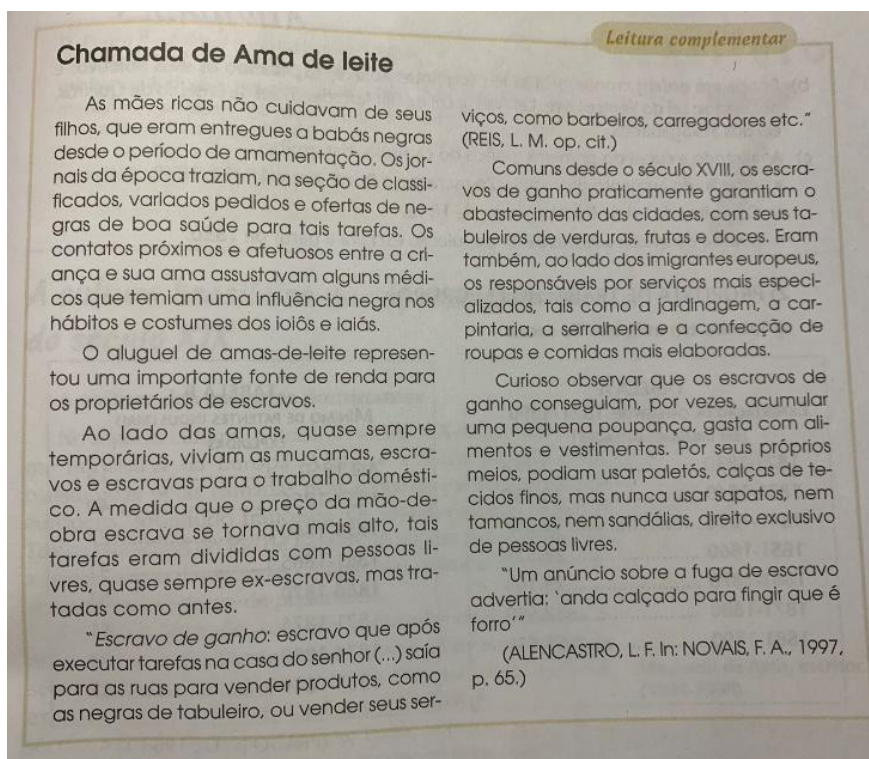 Leitura complementar
Chamada de Ama de leite
As mães ricas não cuidavam de seus
filhos, que eram entregues a babás negras
desde o período de amamentação. Os jor-
nais da época traziam, na seção de classi-
ficados, variados pedidos e ofertas de ne-
gras de boa saúde para tais tarefas. Os
contatos próximos e afetuosos entre a cri-
ança e sua ama assustavam alguns médi-
cos que temiam uma influência negra nos
hábitos e costumes dos ioiôs e iaiás.
O aluguel de amas-de-leite represen-
tou uma importante fonte de renda para
os proprietários de escravos.
Ao lado das amas, quase sempre
temporárias, viviam as mucamas, escra-
vos e escravas para o trabalho domésti-
co. A medida que o preço da mão-de-
obra escrava se tornava mais alto, tais
tarefas eram divididas com pessoas li-
vres, quase sempre ex-escravas, mas tra-
tadas como antes.
"Escravo de ganho: escravo que após
executar tarefas na casa do senhor (...) saía
para as ruas para vender produtos, como
as negras de tabuleiro, ou vender seus ser-
viços, como barbeiros, carregadores etc."
(REIS, L. M. op. cit.)
Comuns desde o século XVIII, os escra-
vos de ganho praticamente garantiam o
abastecimento das cidades, com seus ta-
buleiros de verduras, frutas e doces. Eram
também, ao lado dos imigrantes europeus,
os responsáveis por serviços mais especi-
alizados, tais como a jardinagem, a car-
pintaria, a serralheria e a confecção de
roupas e comidas mais elaboradas.
Curioso observar que os escravos de
ganho conseguiam, por vezes, acumular
uma pequena poupança, gasta com ali-
mentos e vestimentas. Por seus próprios
meios, podiam usar paletós, calças de te-
cidos finos, mas nunca usar sapatos, nem
tamancos, nem sandálias, direito exclusivo
de pessoas livres.
"Um anúncio sobre a fuga de escravo
advertia: 'anda calçado para fingir que é
forro'"
(ALENCASTRO, L. F. In: NOVAIS, F. A., 1997,
p. 65.)